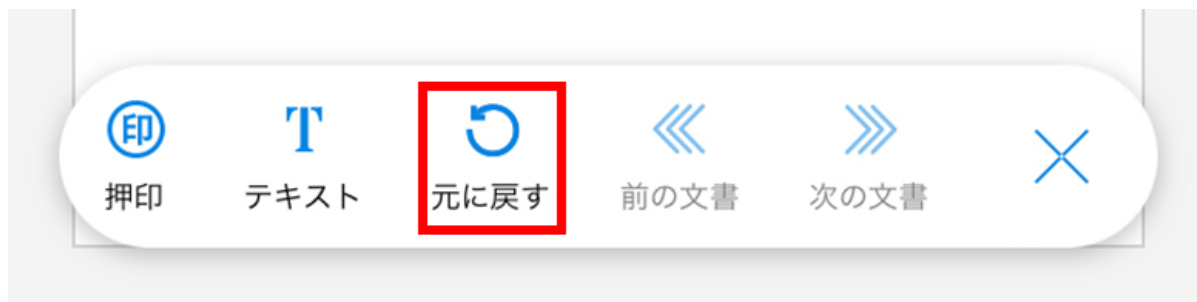 印
T
押印
テキスト
元に戻す
前の文書
次の文書